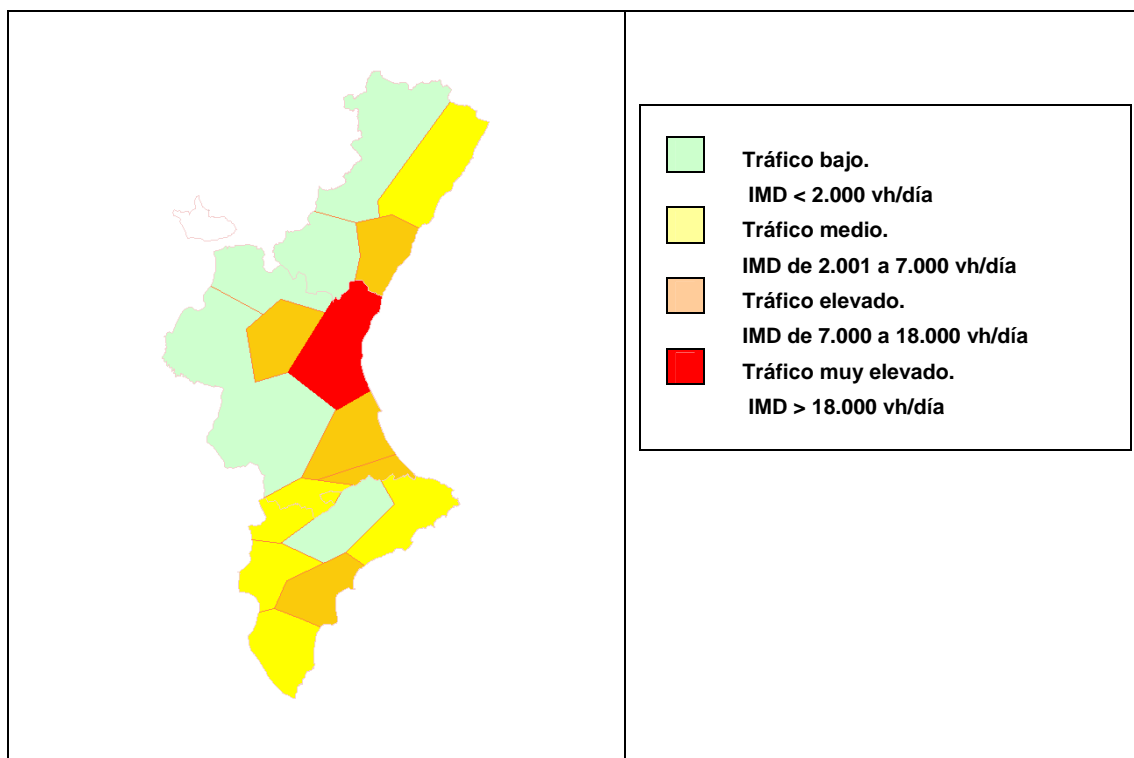 Tráfico bajo.
IMD < 2.000 vh/día
Tráfico medio.
IMD de 2.001 a 7.000 vh/día
Tráfico elevado.
IMD de 7.000 a 18.000 vh/día
Tráfico muy elevado.
IMD > 18.000 vh/día